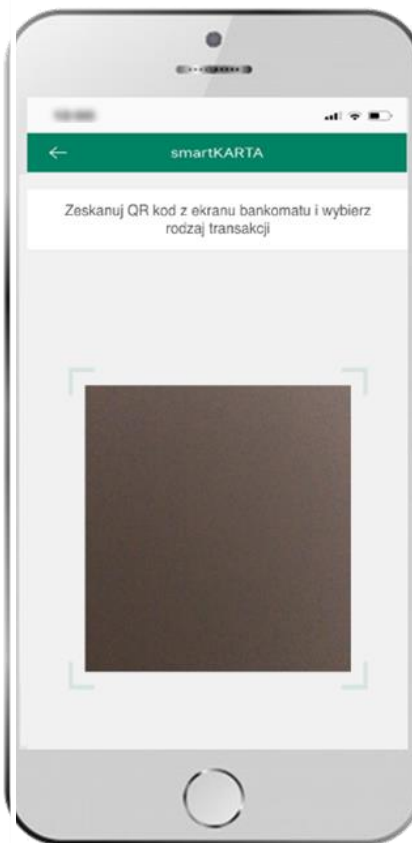 smartKARTA
Zeskanuj QR kod z ekranu bankomatu i wybierz
rodzaj transakcji